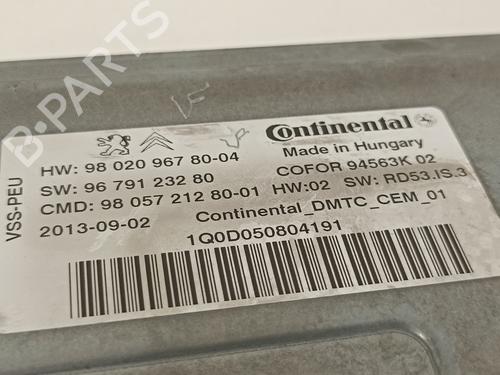 B-PARTS
Continental
VSS-PEU
HW: 98 020 967 80-04
Made in Hungary
SW: 96 791 232 80
COFOR 94563K 02
CMD: 98 057 212 80-01
HW:02 SW: RD53.IS.3
2013-09-02
Continental_DMTC_CEM_01
1Q0D050804191